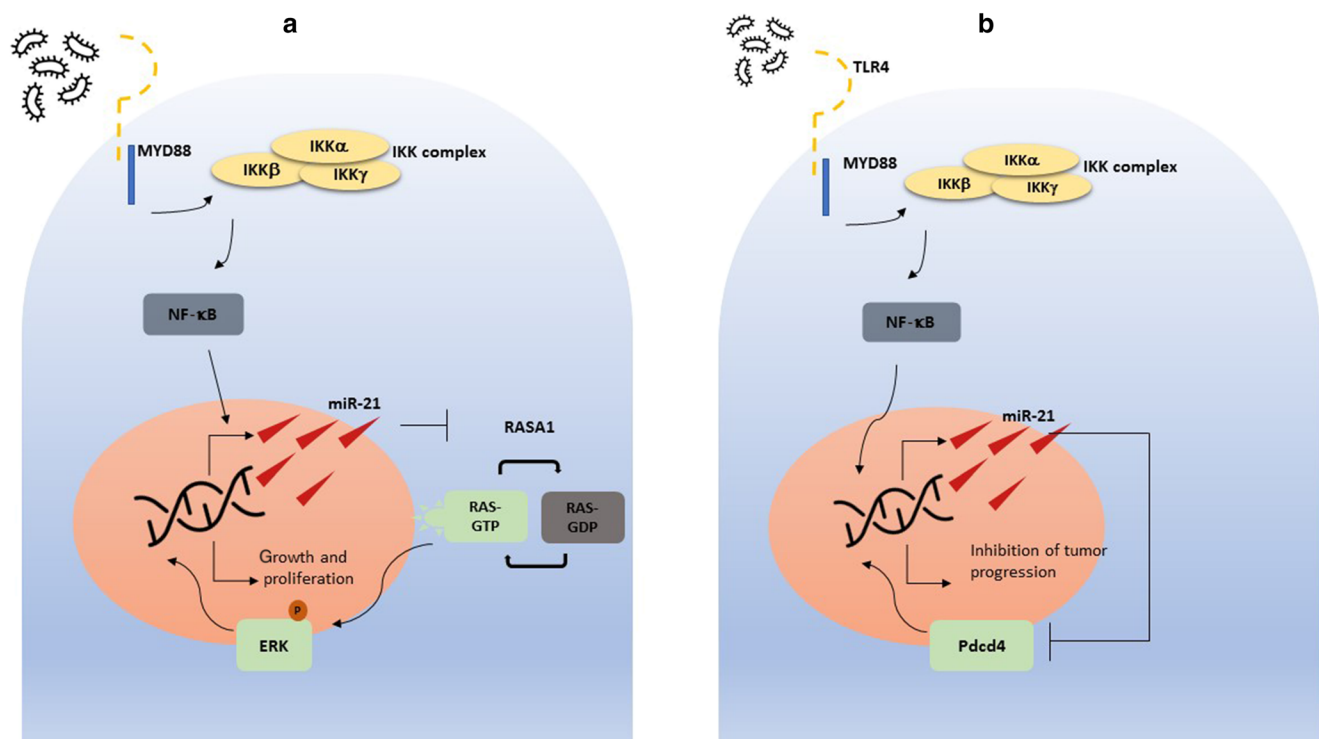 a
MYD88
IKKα
IKKβ
IKKγ
IKK complex
NF-κB
miR-21
RASA1
RAS-
GTP
RAS-
GDP
Growth and
proliferation
P
ERK
b
TLR4
MYD88
IKKα
IKKβ
IKKγ
IKK complex
NF-κB
miR-21
Inhibition of tumor
progression
Pdcd4